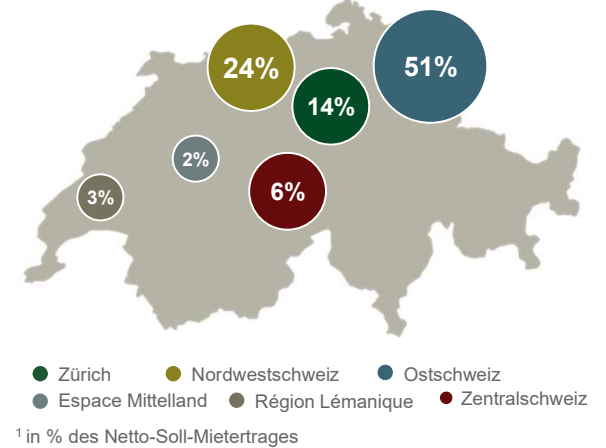 24%
51%
14%
2%
3%
6%
Zürich Nordwestschweiz Ostschweiz
Espace Mittelland Région Lémanique Zentralschweiz
1 in % des Netto-Soll-Mietertrages